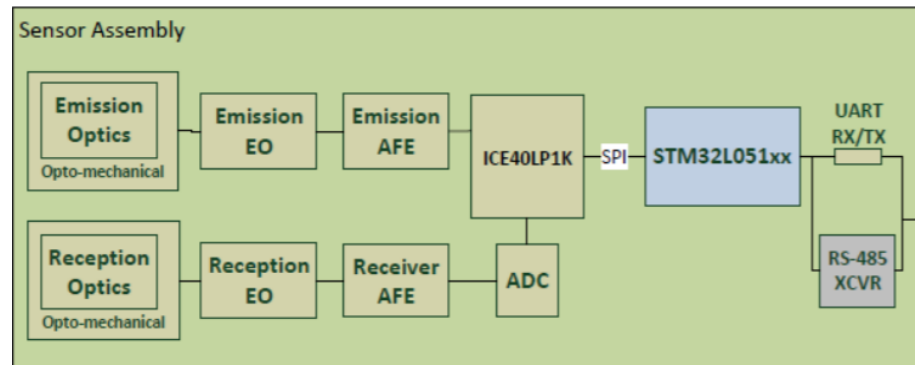 Sensor Assembly
Emission
Optics
Opto-mechanical
Emission
EO
Emission
AFE
ICE40LP1K
SPI
STM32L051xx
UART
RX/TX
Reception
Optics
Opto-mechanical
Reception
EO
Receiver
AFE
ADC
RS-485
XCVR